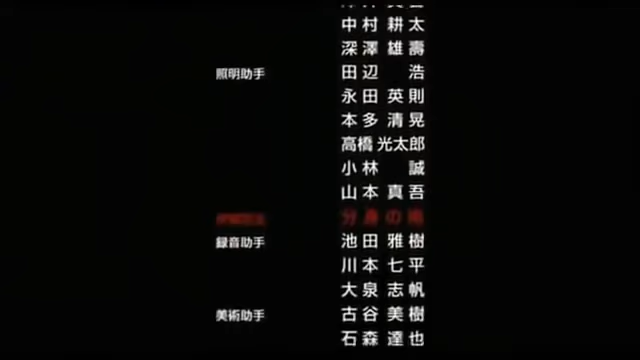 中村耕太
深澤雄壽
照明助手 田辺 浩
永田英則
本多清晃
高橋光太郎
小林 誠
山本真吾
分身の
録音助手 池田雅樹
川本七平
大泉志帆
美術助手 古谷美樹
石森達也